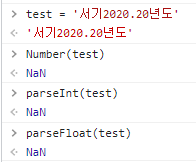 > test = '서기2020.20년도'
< '서기2020.20년도'
> Number(test)
< NaN
> parseInt(test)
< NaN
> parseFloat(test)
< NaN